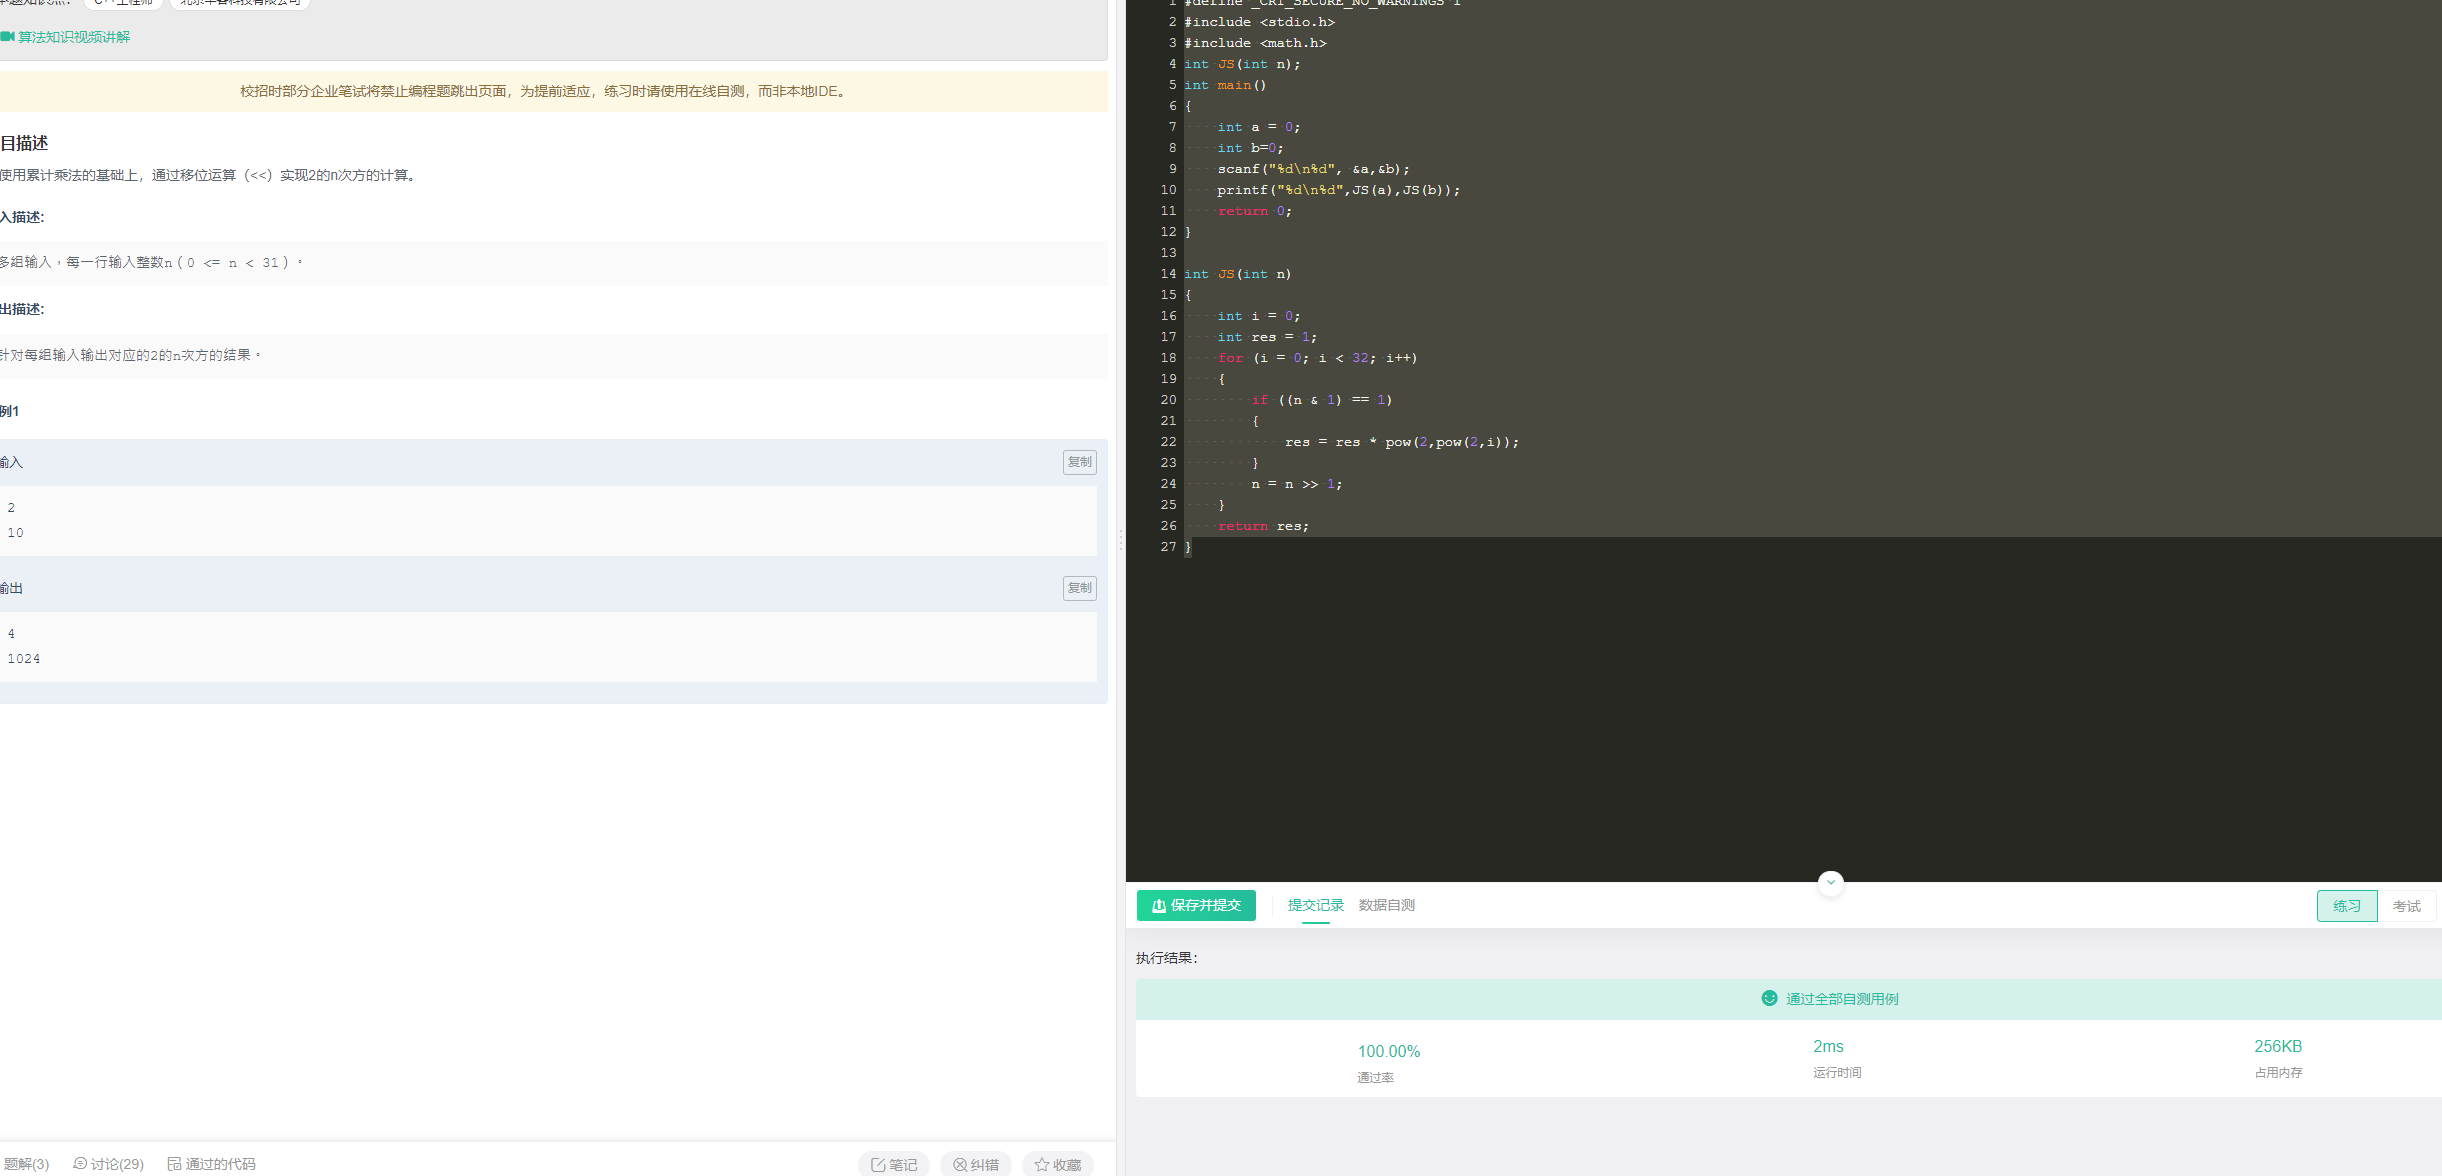 算法知识视频讲解
校招时部分企业笔试将禁止编程题跳出页面，为提前适应，练习时请使用在线自测，而非本地IDE。
目描述
使用累计乘法的基础上，通过移位运算（<<）实现2的n次方的计算。
入描述:
多组输入，每一行输入整数n（0 <= n < 31）。
出描述:
针对每组输入输出对应的2的n次方的结果。
例1
输入
复制
2
10
输出
复制
4
1024
题解(3) 讨论(29) 通过的代码 笔记 纠错 收藏
1 #define _CRT_SECURE_NO_WARNINGS 1
2 #include <stdio.h>
3 #include <math.h>
4 int JS(int n);
5 int main()
6 {
7 int a = 0;
8 int b=0;
9 scanf("%d\n%d", &a,&b);
10 printf("%d\n%d",JS(a),JS(b));
11 return 0;
12 }
13
14 int JS(int n)
15 {
16 int i = 0;
17 int res = 1;
18 for (i = 0; i < 32; i++)
19 {
20 if ((n & 1) == 1)
21 {
22 res = res * pow(2,pow(2,i));
23 }
24 n = n >> 1;
25 }
26 return res;
27 }
保存并提交 提交记录 数据自测 练习 考试
执行结果：
通过全部自测用例
100.00% 2ms 256KB
通过率 运行时间 占用内存